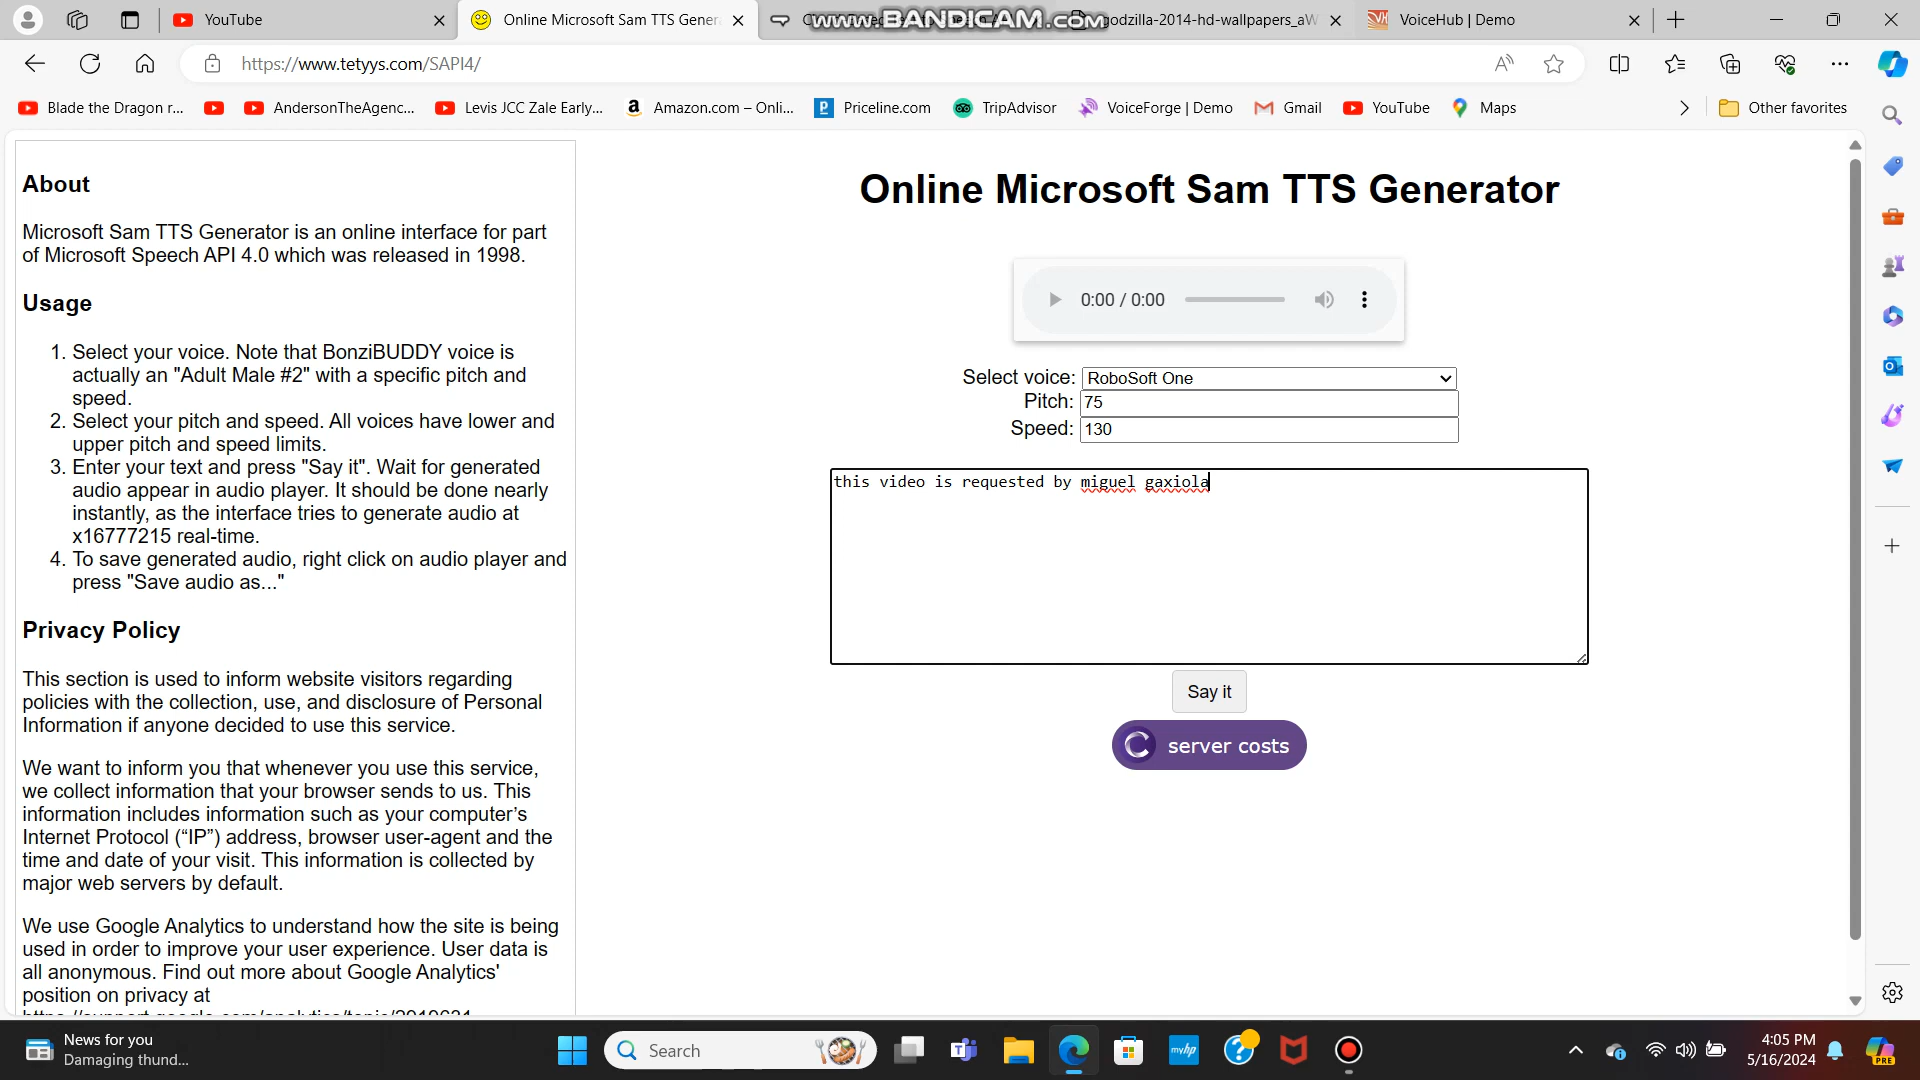 YouTube
Online Microsoft Sam TTS Gener
www.BANDICAM.com
godzilla-2014-hd-wallpapers_aW
VoiceHub | Demo
https://www.tetyys.com/SAPI4/
Blade the Dragon r...
AndersonTheAgenc...
Levis JCC Zale Early...
Amazon.com – Onli...
Priceline.com
TripAdvisor
VoiceForge | Demo
Gmail
YouTube
Maps
Other favorites
About
Microsoft Sam TTS Generator is an online interface for part
of Microsoft Speech API 4.0 which was released in 1998.
Usage
1. Select your voice. Note that BonziBUDDY voice is
actually an "Adult Male #2" with a specific pitch and
speed.
2. Select your pitch and speed. All voices have lower and
upper pitch and speed limits.
3. Enter your text and press "Say it". Wait for generated
audio appear in audio player. It should be done nearly
instantly, as the interface tries to generate audio at
x16777215 real-time.
4. To save generated audio, right click on audio player and
press "Save audio as..."
Privacy Policy
This section is used to inform website visitors regarding
policies with the collection, use, and disclosure of Personal
Information if anyone decided to use this service.
We want to inform you that whenever you use this service,
we collect information that your browser sends to us. This
information includes information such as your computer's
Internet Protocol (“IP”) address, browser user-agent and the
time and date of your visit. This information is collected by
major web servers by default.
We use Google Analytics to understand how the site is being
used in order to improve your user experience. User data is
all anonymous. Find out more about Google Analytics'
position on privacy at
https://support.google.com/analytics/topic/2919631
Online Microsoft Sam TTS Generator
0:00 / 0:00
Select voice: RoboSoft One
Pitch: 75
Speed: 130
this video is requested by miguel gaxiola
Say it
server costs
News for you
Damaging thund...
Search
myhp
4:05 PM
5/16/2024
PRE